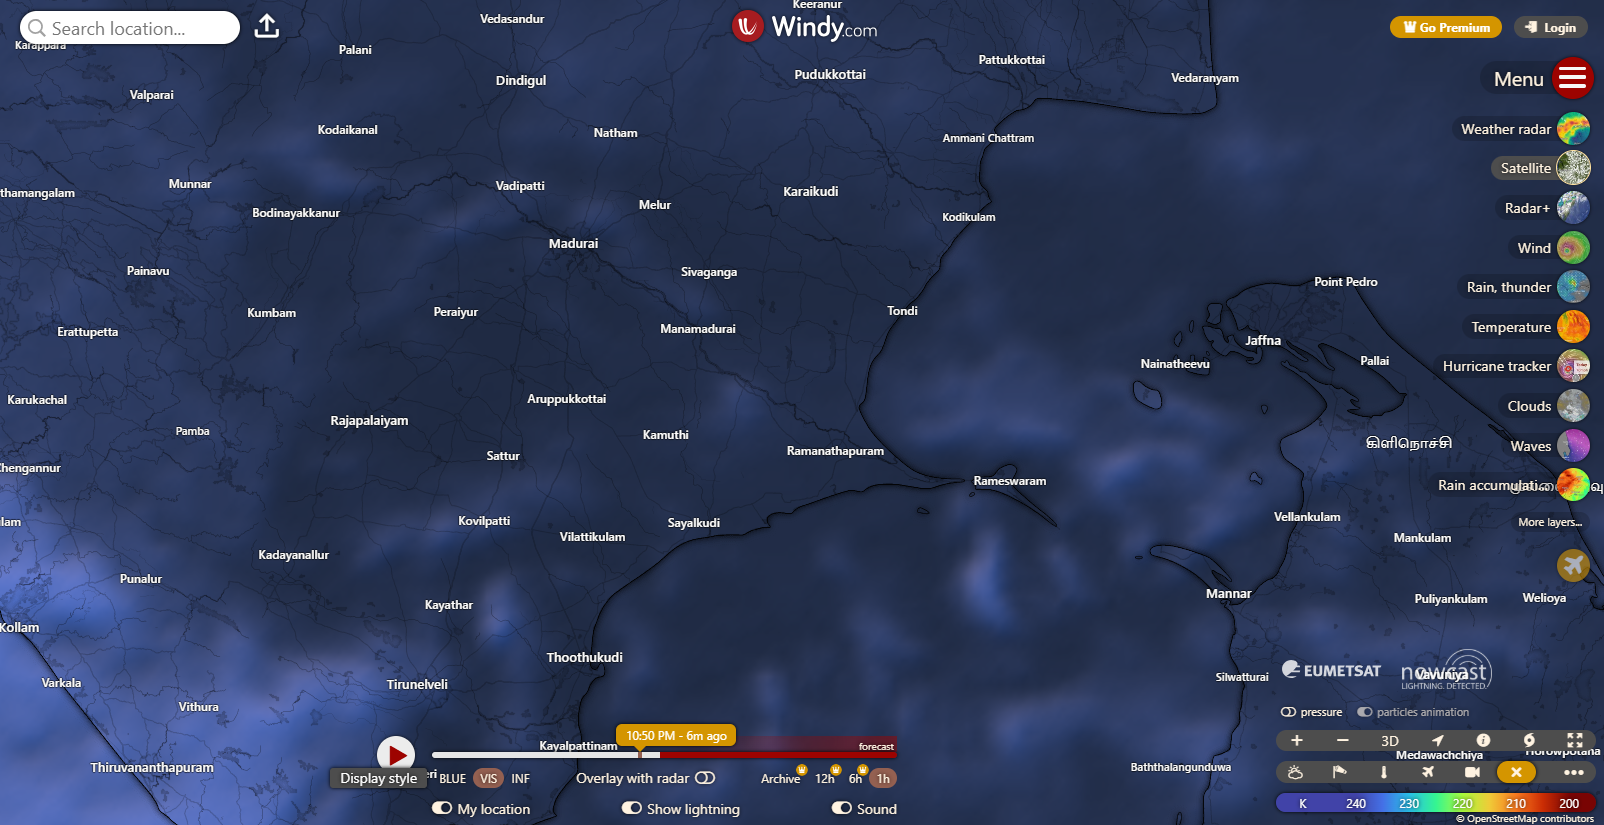 Search location...
Windy.com
Go Premium
Login
Menu
Weather radar
Satellite
Radar+
Wind
Rain, thunder
Temperature
Hurricane tracker
Clouds
Waves
Rain accumulati
More layers...
Keeranur
Vedasandur
Karappara
Palani
Pattukkottai
Pudukkottai
Vedaranyam
Dindigul
Valparai
Kodaikanal
Natham
Ammani Chattram
Munnar
Vadipatti
thamangalam
Karaikudi
Melur
Bodinayakkanur
Kodikulam
Madurai
Painavu
Sivaganga
Point Pedro
Kumbam
Peraiyur
Tondi
Erattupetta
Manamadurai
Jaffna
Nainatheevu
Pallai
Karukachal
Aruppukkottai
Rajapalaiyam
Pamba
Kamuthi
கிளிநொச்சி
Sattur
Ramanathapuram
Chengannur
Rameswaram
Kovilpatti
Sayalkudi
lam
Vellankulam
Vilattikulam
Mankulam
Kadayanallur
Punalur
Mannar
Puliyankulam
Welioya
Kayathar
Kollam
Thoothukudi
Silwatturai
Vavuniya
Varkala
Tirunelveli
Vithura
Kayalpattinam
Thiruvananthapuram
Baththalangunduwa
Medawachchiya
Horowpotana
EUMETSAT
nowcast
LIGHTNING. DETECTED.
pressure
particles animation
3D
10:50 PM - 6m ago
forecast
Display style
eri
BLUE
VIS
INF
Overlay with radar
Archive
12h
6h
1h
My location
Show lightning
Sound
K 240 230 220 210 200
© OpenStreetMap contributors